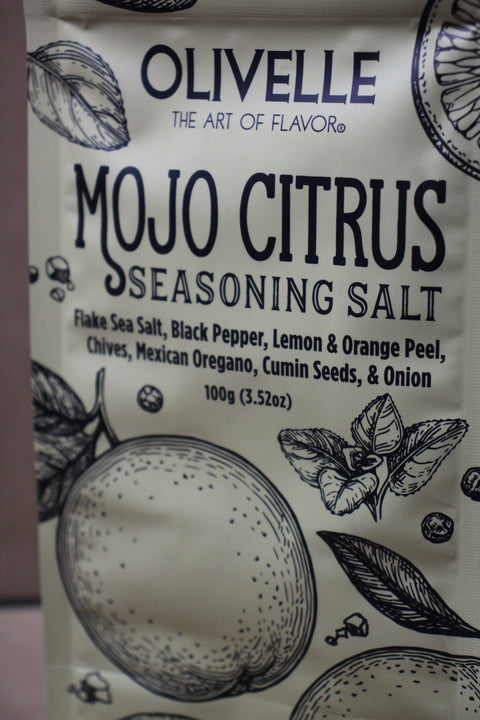 OLIVELLE
THE ART OF FLAVOR®
MOJO CITRUS
SEASONING SALT
Flake Sea Salt, Black Pepper, Lemon & Orange Peel,
Chives, Mexican Oregano, Cumin Seeds, & Onion
100g (3.52oz)